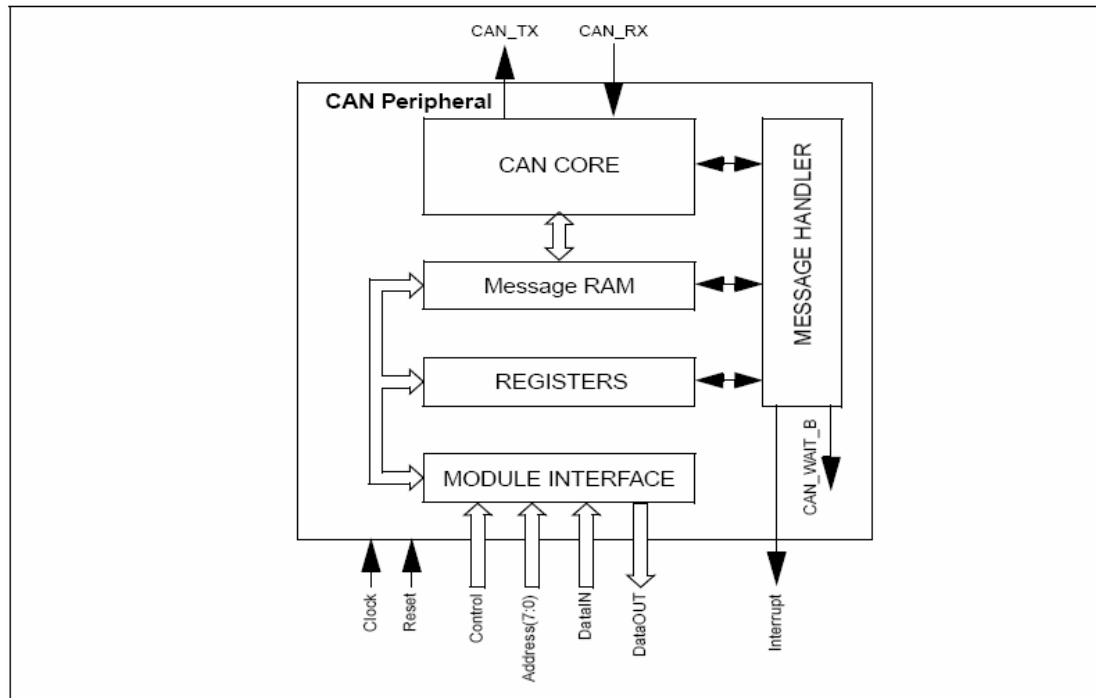 CAN_TX
CAN_RX
CAN Peripheral
CAN CORE
MESSAGE HANDLER
Message RAM
REGISTERS
MODULE INTERFACE
CAN_WAIT_B
Clock
Reset
Control
Address(7:0)
DataIN
DataOUT
Interrupt